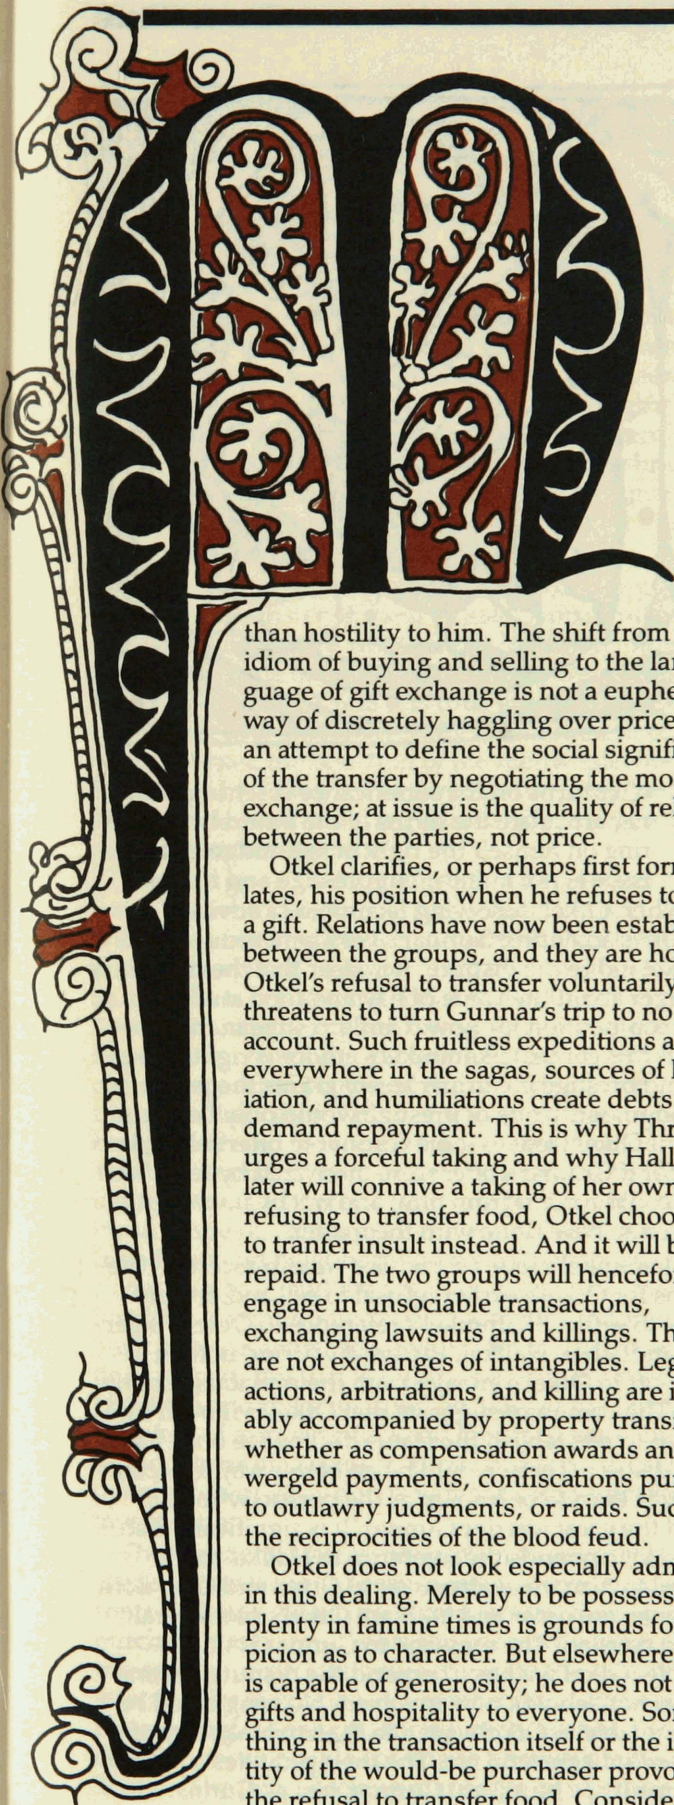 M
than hostility to him. The shift from
idiom of buying and selling to the la
guage of gift exchange is not a euphe
way of discretely haggling over price
an attempt to define the social signifi
of the transfer by negotiating the mo
exchange; at issue is the quality of re
between the parties, not price.
Otkel clarifies, or perhaps first for
lates, his position when he refuses to
a gift. Relations have now been estab
between the groups, and they are ho
Otkel's refusal to transfer voluntarily
threatens to turn Gunnar's trip to no
account. Such fruitless expeditions a
everywhere in the sagas, sources of
iation, and humiliations create debts
demand repayment. This is why Thr
urges a forceful taking and why Hall
later will connive a taking of her own
refusing to transfer food, Otkel choo
to tranfer insult instead. And it will b
repaid. The two groups will hencefo
engage in unsociable transactions,
exchanging lawsuits and killings. Th
are not exchanges of intangibles. Leg
actions, arbitrations, and killing are i
ably accompanied by property trans
whether as compensation awards an
wergeld payments, confiscations pu
to outlawry judgments, or raids. Suc
the reciprocities of the blood feud.
Otkel does not look especially adm
in this dealing. Merely to be possess
plenty in famine times is grounds fo
picion as to character. But elsewhere
is capable of generosity; he does not
gifts and hospitality to everyone. So
thing in the transaction itself or the i
tity of the would-be purchaser provo
the refusal to transfer food. Conside